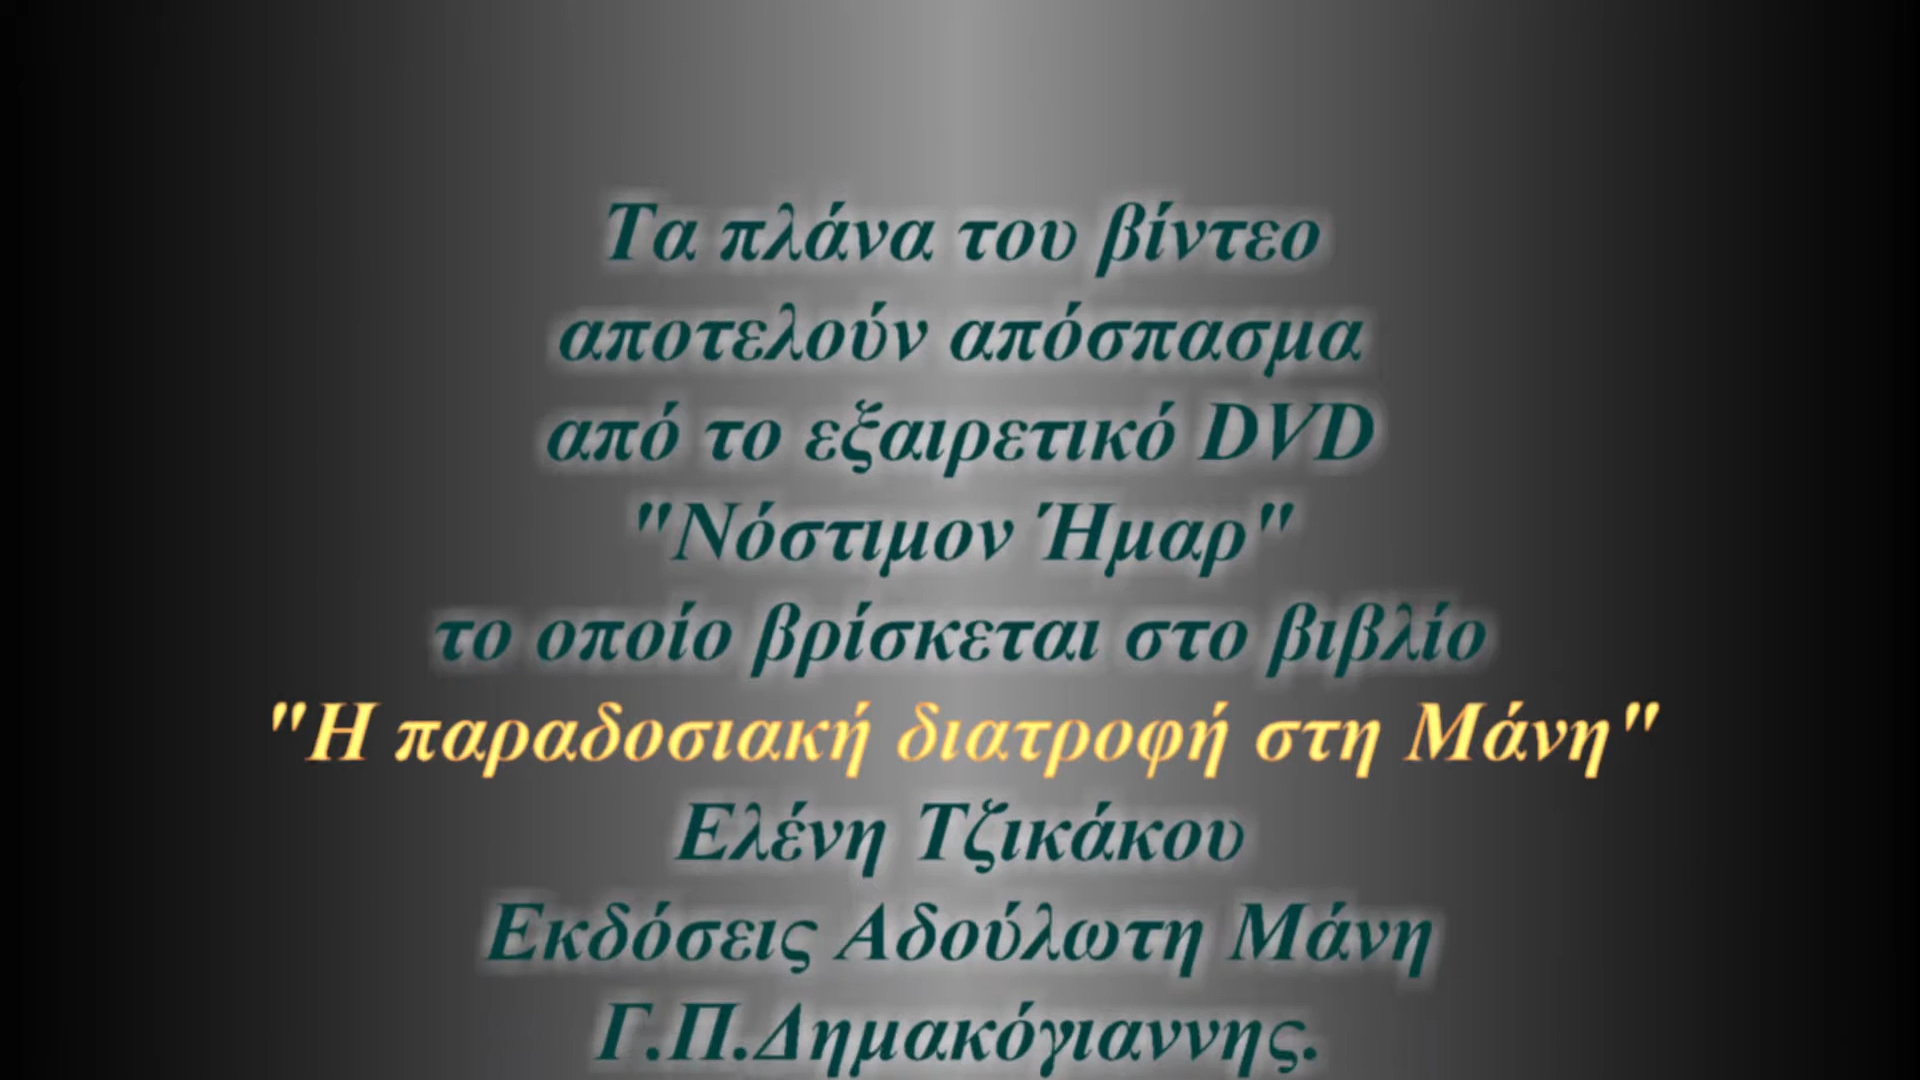 Τα πλάνα του βίντεο
αποτελούν απόσπασμα
από το εξαιρετικό DVD
"Νόστιμον Ήμαρ"
το οποίο βρίσκεται στο βιβλίο
"Η παραδοσιακή διατροφή στη Μάνη"
Ελένη Τζικάκου
Εκδόσεις Αδούλωτη Μάνη
Γ.Π.Δημακόγιαννης.